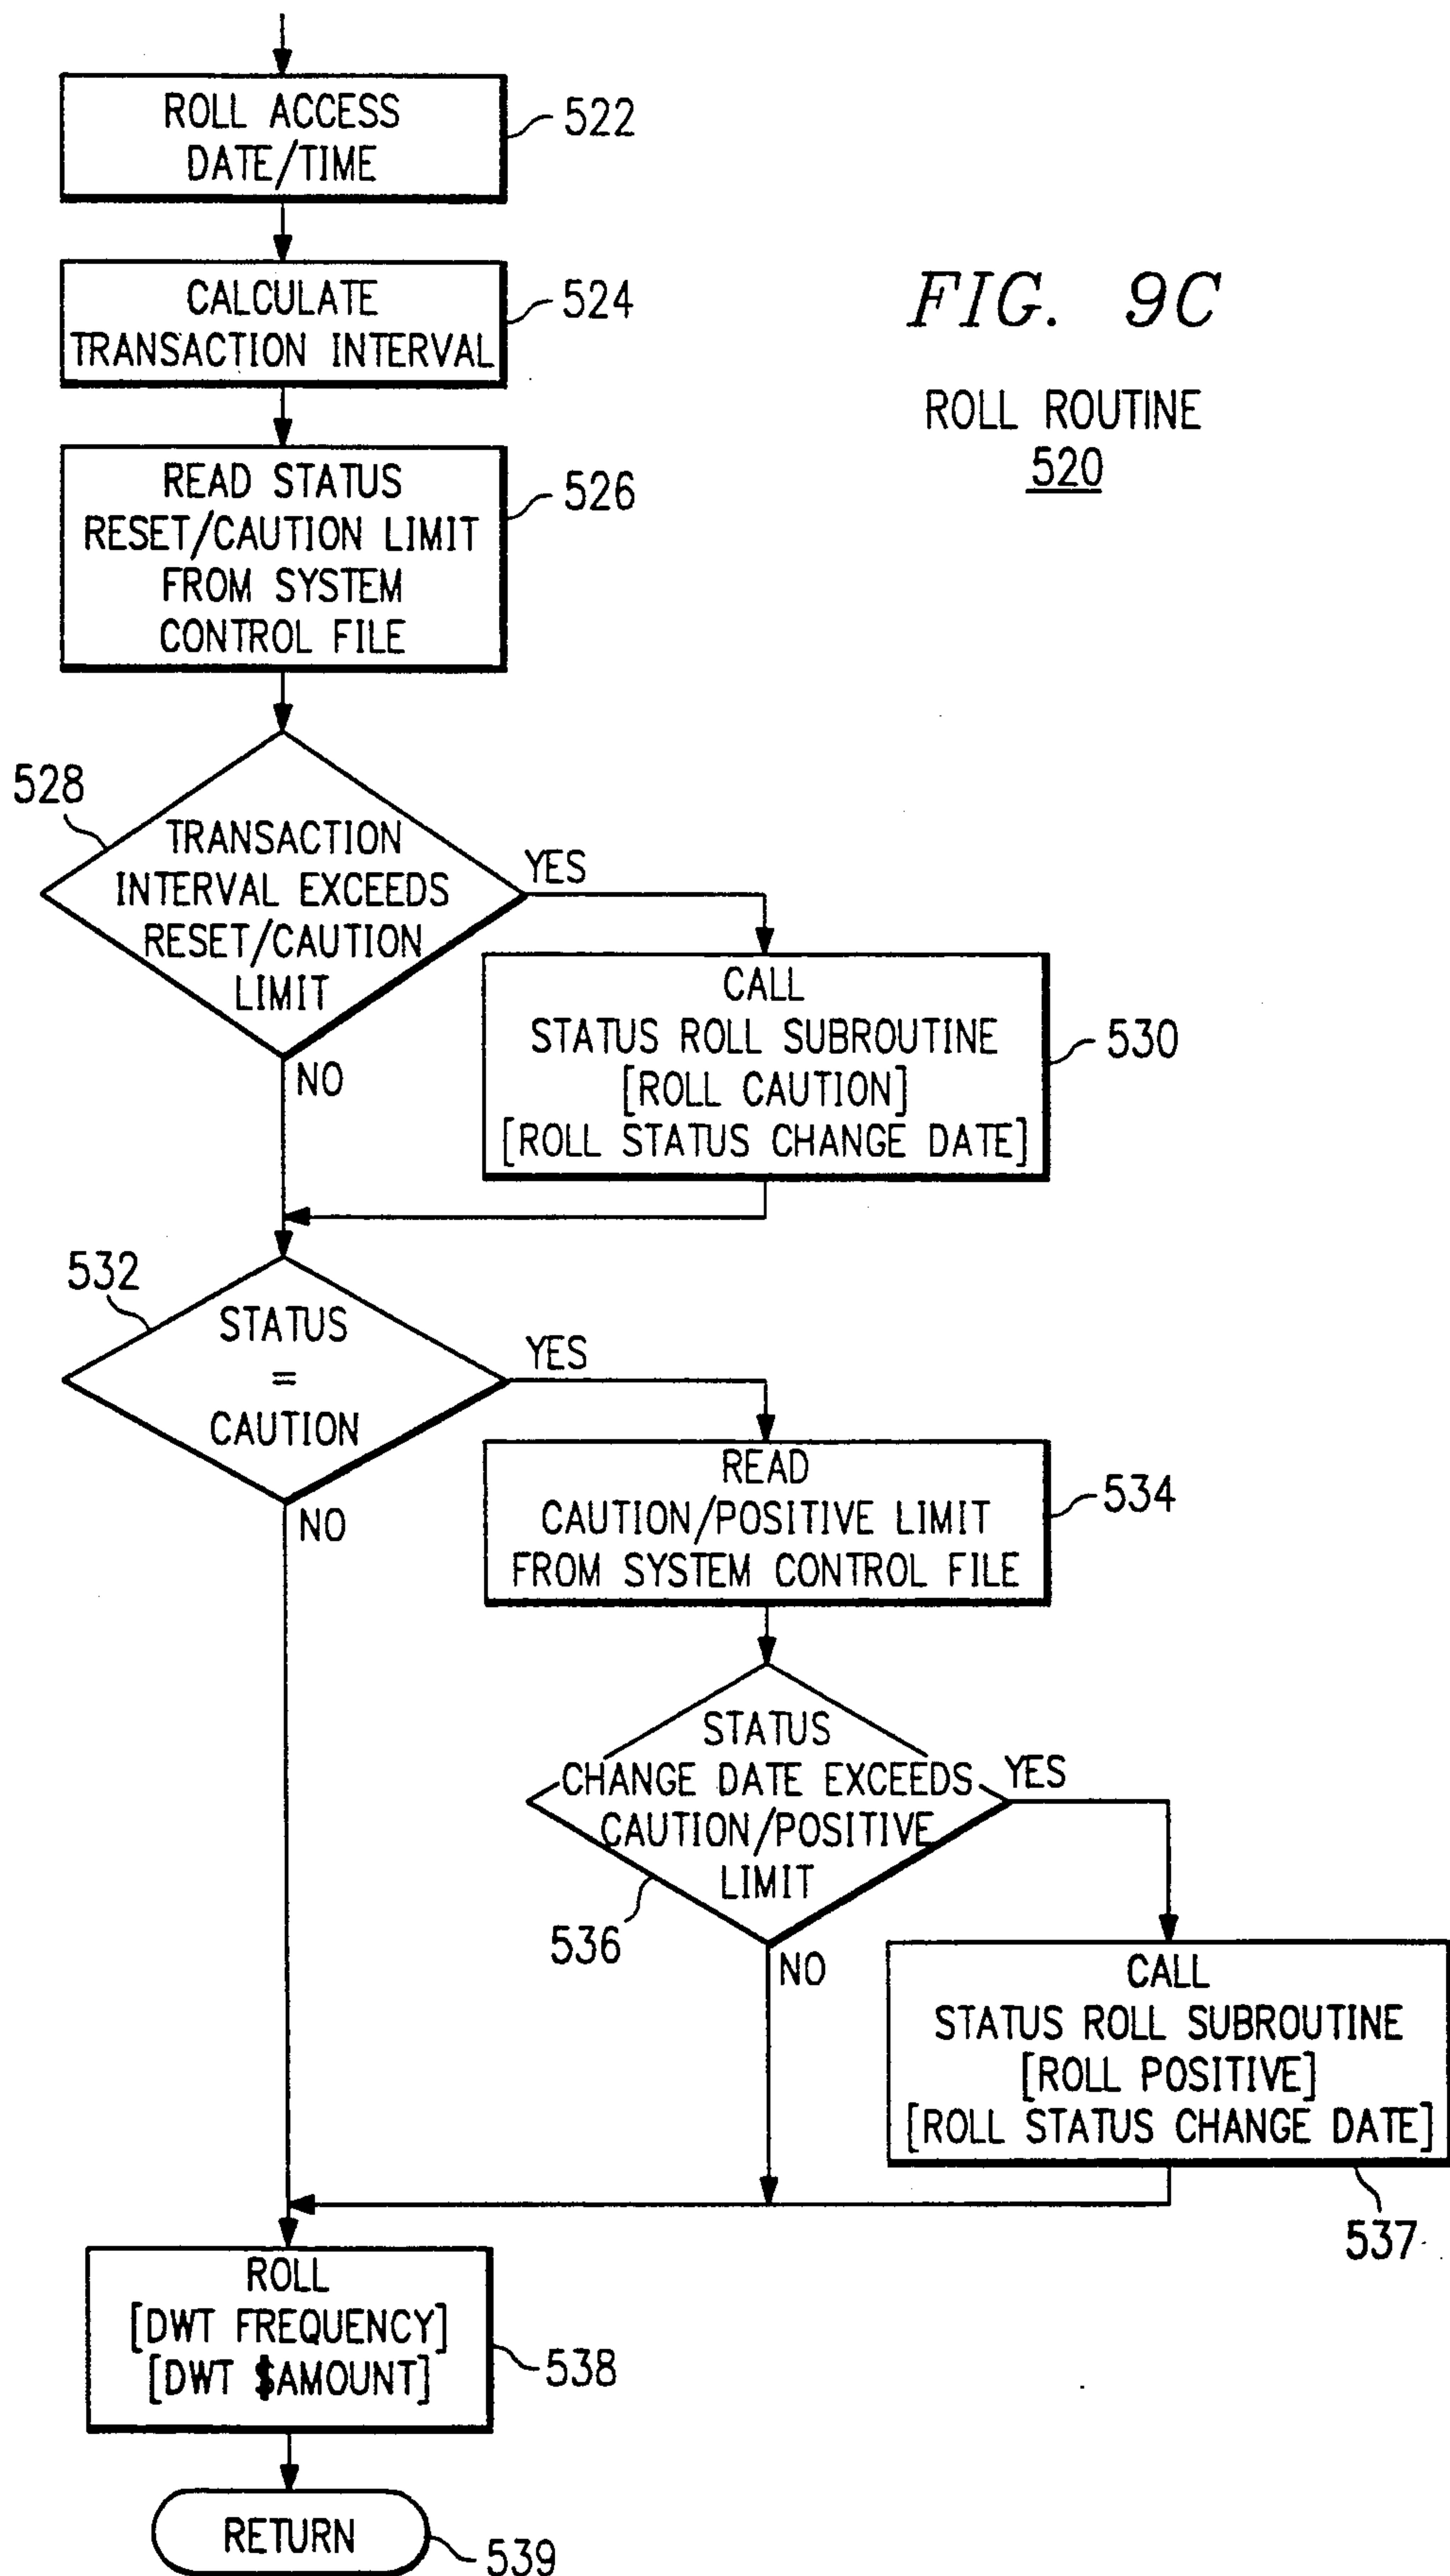 ROLL ACCESS
DATE/TIME
522
CALCULATE
TRANSACTION INTERVAL
524
FIG. 9C
ROLL ROUTINE
520
READ STATUS
RESET/CAUTION LIMIT
FROM SYSTEM
CONTROL FILE
526
528
TRANSACTION
INTERVAL EXCEEDS
RESET/CAUTION
LIMIT
YES
NO
CALL
STATUS ROLL SUBROUTINE
[ROLL CAUTION]
[ROLL STATUS CHANGE DATE]
530
532
STATUS
=
CAUTION
YES
NO
READ
CAUTION/POSITIVE LIMIT
FROM SYSTEM CONTROL FILE
534
STATUS
CHANGE DATE EXCEEDS
CAUTION/POSITIVE
LIMIT
YES
536
NO
CALL
STATUS ROLL SUBROUTINE
[ROLL POSITIVE]
[ROLL STATUS CHANGE DATE]
537
ROLL
[DWT FREQUENCY]
[DWT $AMOUNT]
538
RETURN
539